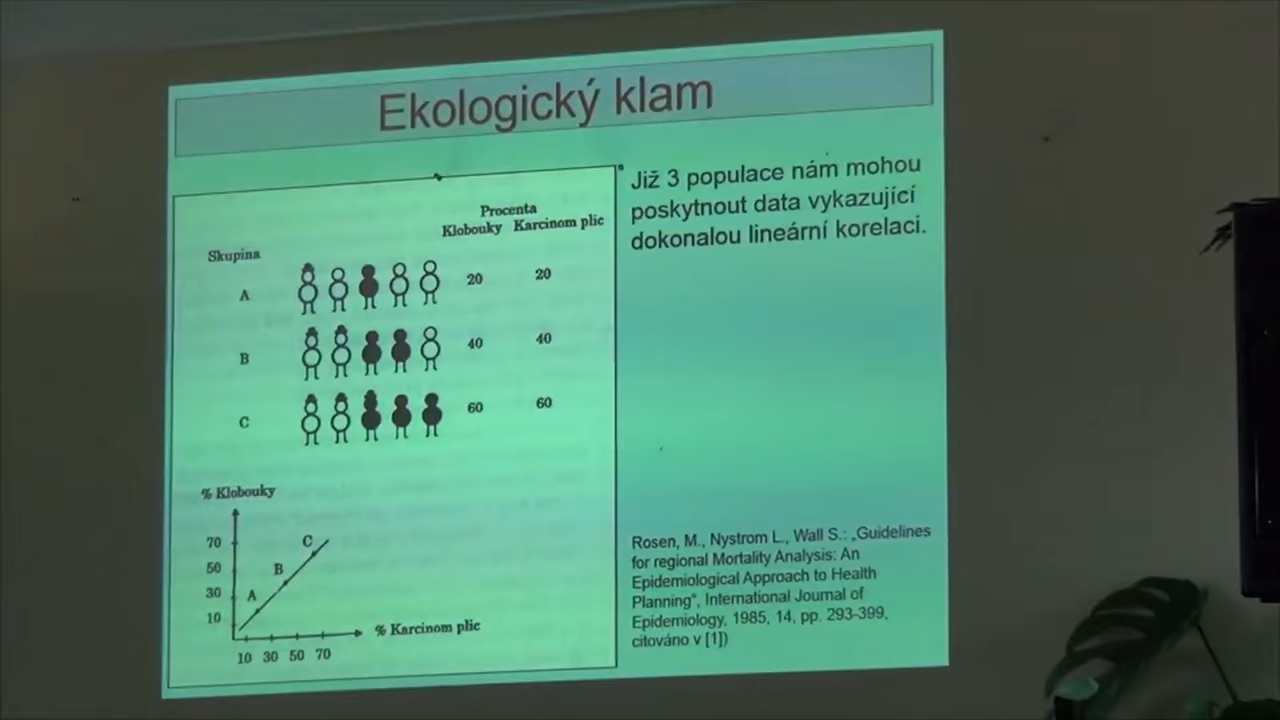 Ekologický klam
Procenta
Klobouky Karcinom plic
Skupina
A 20 20
B 40 40
C 60 60
% Klobouky
70
50
30
10
A
B
C
% Karcinom plic
10 30 50 70
Již 3 populace nám mohou
poskytnout data vykazující
dokonalou lineární korelaci.
Rosen, M., Nystrom L., Wall S.: „Guidelines
for regional Mortality Analysis: An
Epidemiological Approach to Health
Planning“, International Journal of
Epidemiology, 1985, 14, pp. 293-399,
citováno v [1])